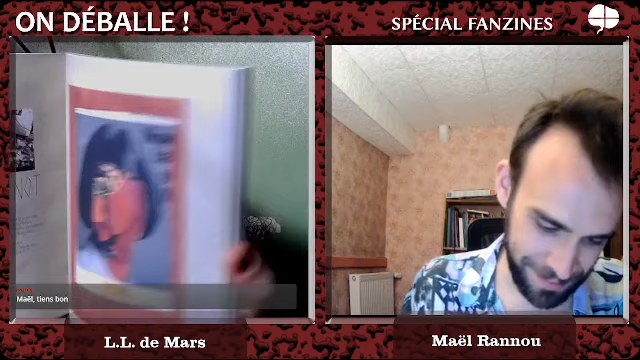 ON DÉBALLE !
SPÉCIAL FANZINES
Maël, tiens bon
L.L. de Mars
Maël Rannou